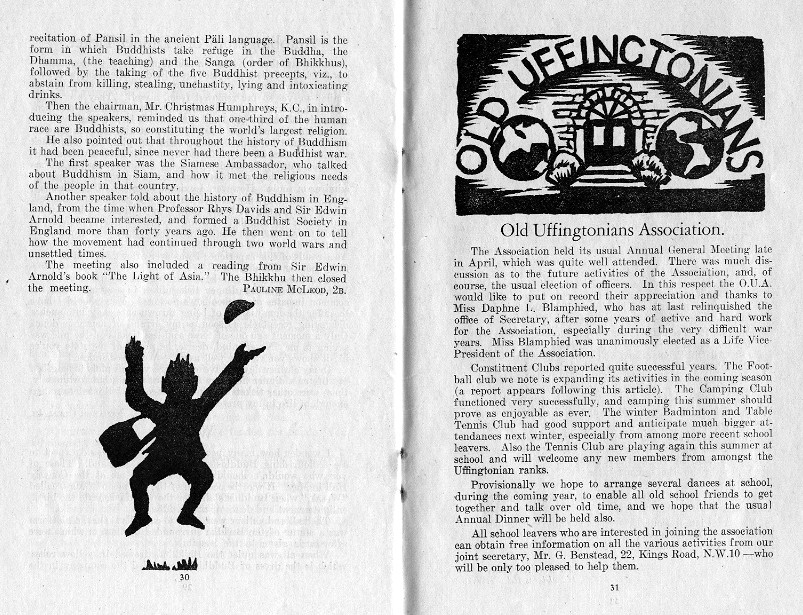 recitation of Pansil in the ancient Päli language. Pansil is the
form in which Buddhists take refuge in the Buddha, the
Dhamma, (the teaching) and the Sanga (order of Bhikkhus),
followed by the taking of the five Buddhist precepts, viz., to
abstain from killing, stealing, unchastity, lying and intoxicating
drinks.
Then the chairman, Mr. Christmas Humphreys, K.C., in intro-
ducing the speakers, reminded us that one-third of the human
race are Buddhists, so constituting the world's largest religion.
He also pointed out that throughout the history of Buddhism
it had been peaceful, since never had there been a Buddhist war.
The first speaker was the Siamese Ambassador, who talked
about Buddhism in Siam, and how it met the religious needs
of the people in that country.
Another speaker told about the history of Buddhism in Eng-
land, from the time when Professor Rhys Davids and Sir Edwin
Arnold became interested, and formed a Buddhist Society in
England more than forty years ago. He then went on to tell
how the movement had continued through two world wars and
unsettled times.
The meeting also included a reading from Sir Edwin
Arnold's book "The Light of Asia." The Bhikkhu then closed
the meeting. PAULINE MCLEOD, 2B.
30
OLD UFFINGTONIANS
Old Uffingtonians Association.
The Association held its usual Annual General Meeting late
in April, which was quite well attended. There was much dis-
cussion as to the future activities of the Association, and, of
course, the usual election of officers. In this respect the O.U.A.
would like to put on record their appreciation and thanks to
Miss Daphne L. Blamphied, who has at last relinquished the
office of Secretary, after some years of active and hard work
for the Association, especially during the very difficult war
years. Miss Blamphied was unanimously elected as a Life Vice-
President of the Association.
Constituent Clubs reported quite successful years. The Foot-
ball club we note is expanding its activities in the coming season
(a report appears following this article). The Camping Club
functioned very successfully, and camping this summer should
prove as enjoyable as ever. The winter Badminton and Table
Tennis Club had good support and anticipate much bigger at-
tendances next winter, especially from among more recent school
leavers. Also the Tennis Club are playing again this summer at
school and will welcome any new members from amongst the
Uffingtonian ranks.
Provisionally we hope to arrange several dances at school,
during the coming year, to enable all old school friends to get
together and talk over old time, and we hope that the usual
Annual Dinner will be held also.
All school leavers who are interested in joining the association
can obtain free information on all the various activities from our
joint secretary, Mr. G. Benstead, 22, Kings Road, N.W.10 —who
will be only too pleased to help them.
31